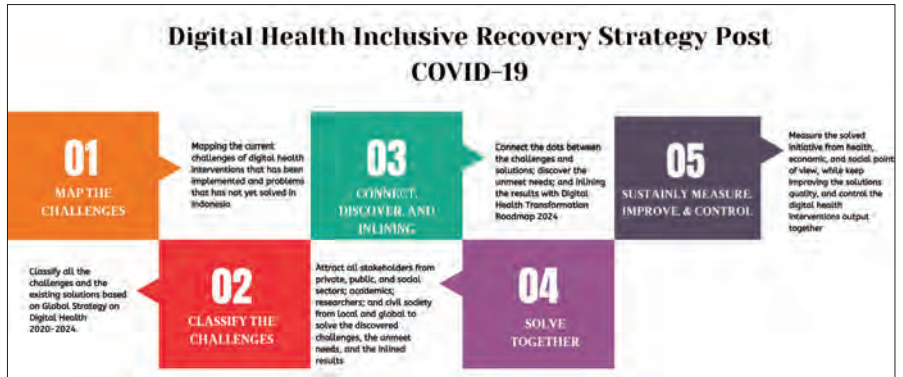 Digital Health Inclusive Recovery Strategy Post
COVID-19
01
MAP THE
CHALLENGES
Mapping the current
challenges of digital health
interventions that has been
implemented and problems
that has not yet solved in
Indonesia
02
CLASSIFY THE
CHALLENGES
Classify all the
challenges and the
existing solutions based
on Global Strategy on
Digital Health
2020-2024.
03
CONNECT,
DISCOVER, AND
INLINING
Connect the dots between
the challenges and
solutions; discover the
unmeet needs; and inlining
the results with Digital
Health Transformation
Roadmap 2024
04
SOLVE
TOGETHER
Attract all stakeholders from
private, public, and social
sectors; academics;
researchers; and civil society
from local and global to
solve the discovered
challenges, the unmeet
needs, and the inlined
results
05
SUSTAINLY MEASURE,
IMPROVE, & CONTROL
Measure the solved
initiative from health,
economic, and social point
of view, while keep
improving the solutions
quality, and control the
digital health
interventions output
together